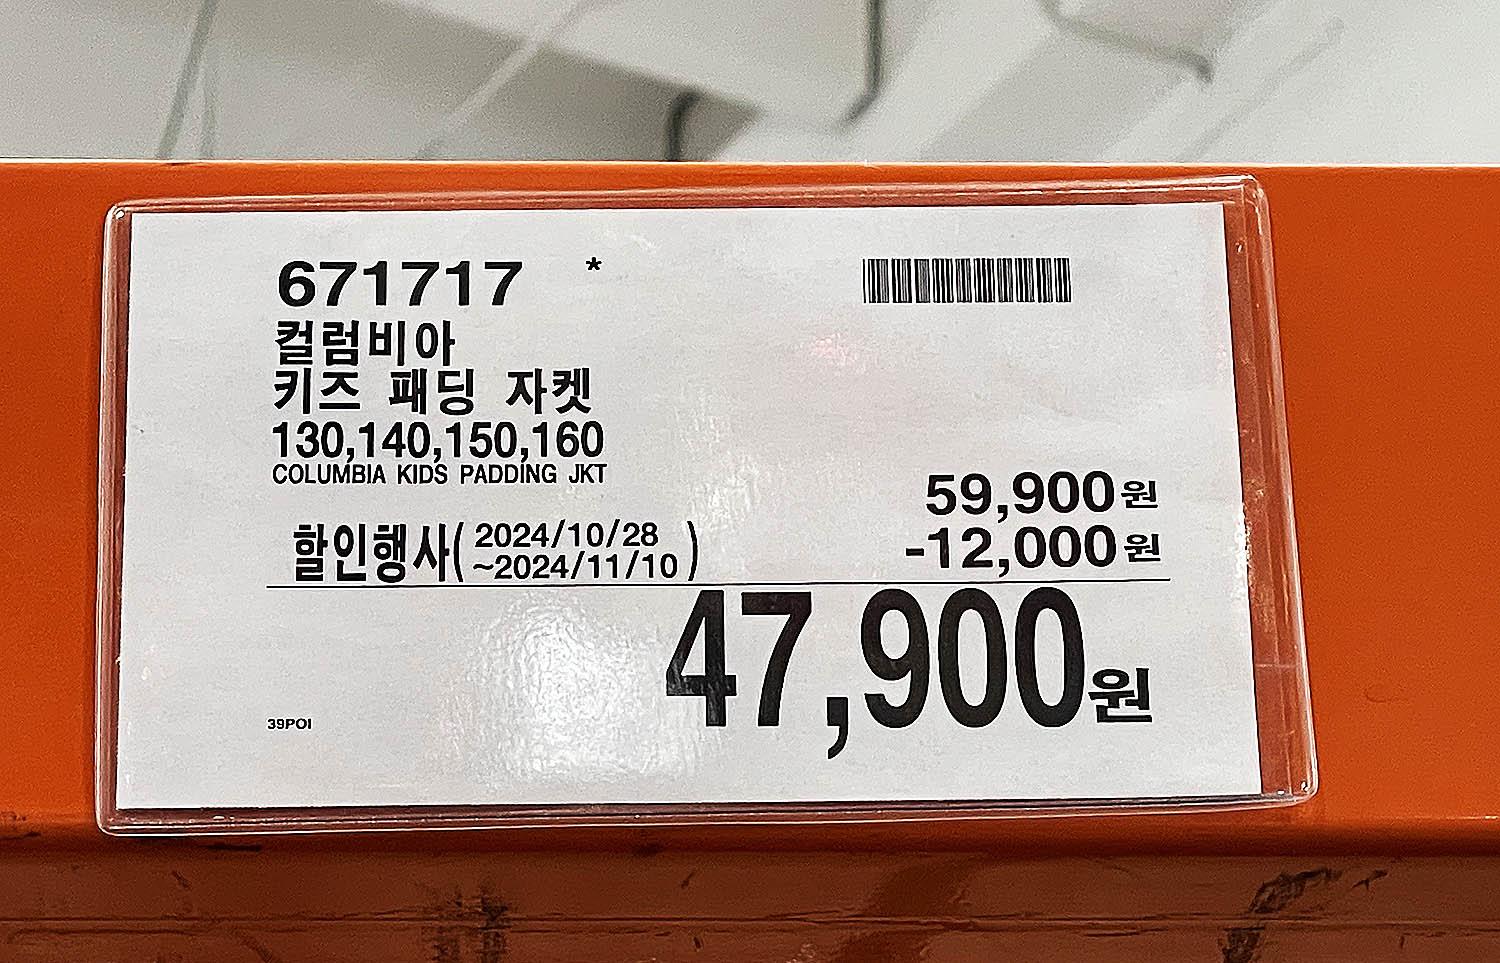 671717 *
컬럼비아
키즈 패딩 자켓
130,140,150,160
COLUMBIA KIDS PADDING JKT
59,900원
할인행사(2024/10/28
~2024/11/10)
-12,000원
47,900원
39POI